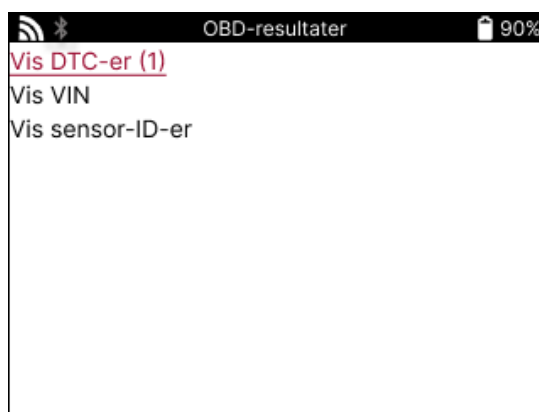 OBD-resultater 90%
Vis DTC-er (1)
Vis VIN
Vis sensor-ID-er